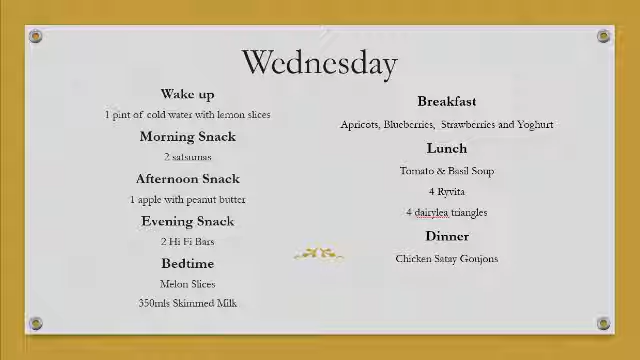 Wednesday
Wake up
1 pint of cold water with lemon slices
Morning Snack
2 satsumas
Afternoon Snack
1 apple with peanut butter
Evening Snack
2 Hi Fi Bars
Bedtime
Melon Slices
350mls Skimmed Milk
Breakfast
Apricots, Blueberries, Strawberries and Yoghurt
Lunch
Tomato & Basil Soup
4 Ryvita
4 dairylea triangles
Dinner
Chicken Satay Gonjons